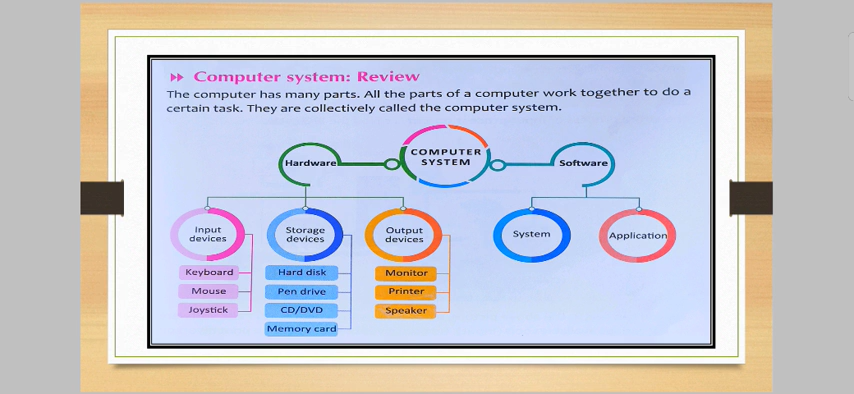 Computer system: Review
The computer has many parts. All the parts of a computer work together to do a
certain task. They are collectively called the computer system.
COMPUTER
SYSTEM
Hardware
Software
Input
devices
Storage
devices
Output
devices
System
Application
Keyboard
Mouse
Joystick
Hard disk
Pen drive
CD/DVD
Memory card
Monitor
Printer
Speaker